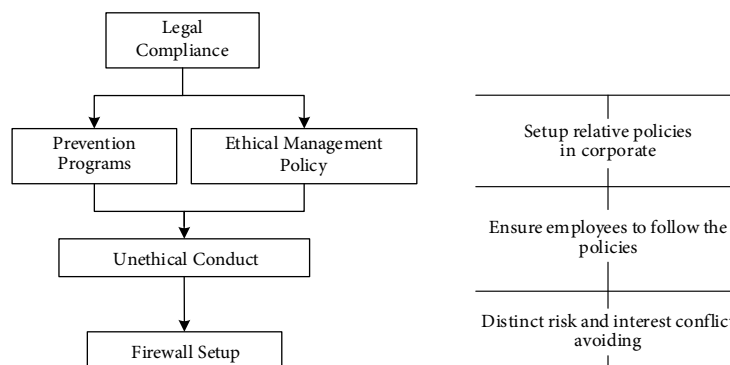 Legal
Compliance
Prevention
Programs
Ethical Management
Policy
Unethical Conduct
Firewall Setup
Setup relative policies
in corporate
Ensure employees to follow the
policies
Distinct risk and interest conflict
avoiding